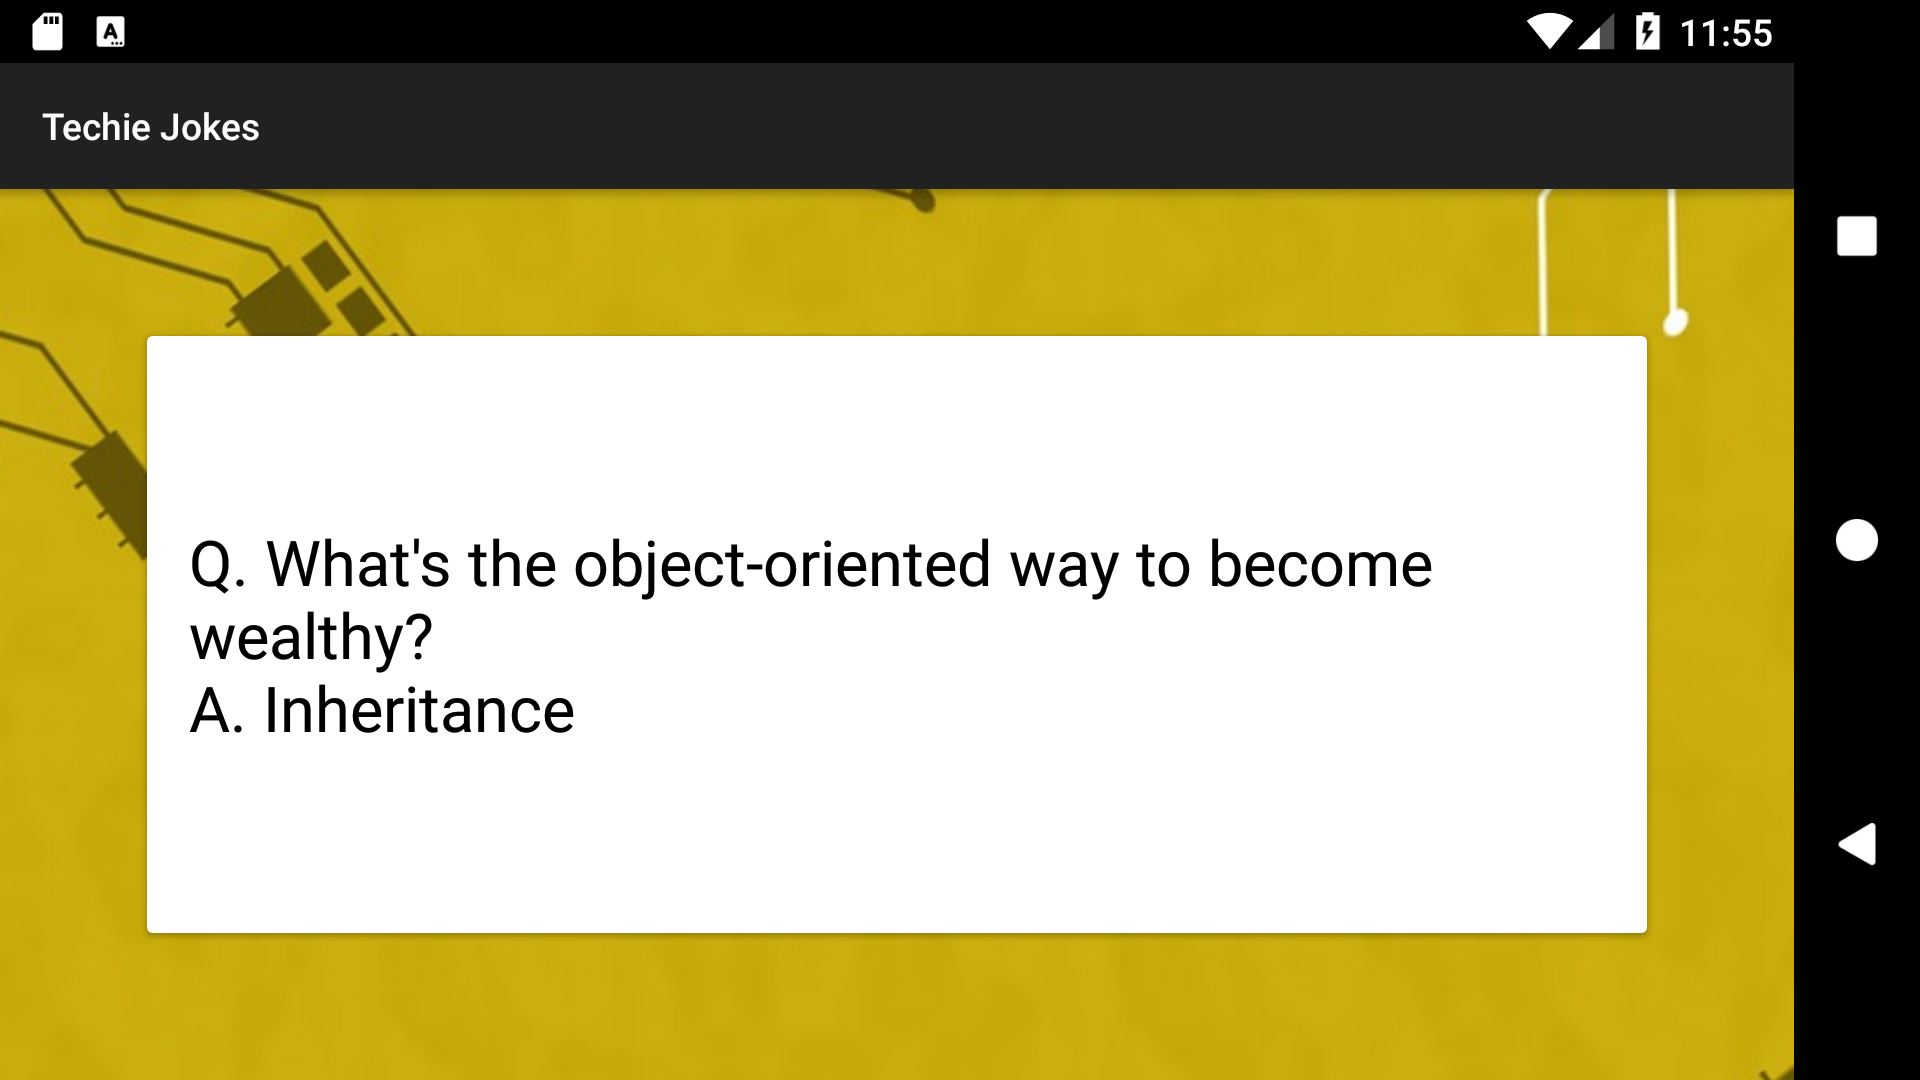 11:55
Techie Jokes
Q. What's the object-oriented way to become
wealthy?
A. Inheritance